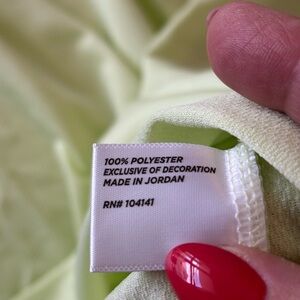 100% POLYESTER
EXCLUSIVE OF DECORATION
MADE IN JORDAN
RN# 104141